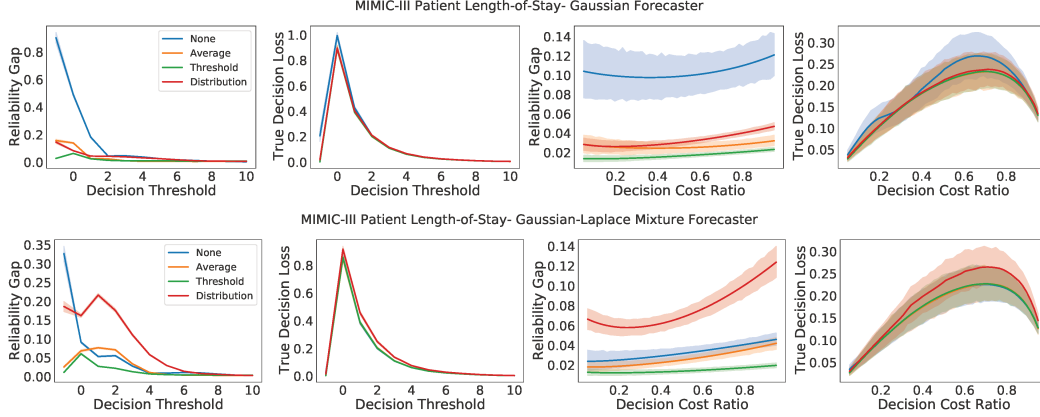 MIMIC-III Patient Length-of-Stay- Gaussian Forecaster
Reliability Gap
0.8
0.6
0.4
0.2
0.0
0 2 4 6 8 10
Decision Threshold
None
Average
Threshold
Distribution
True Decision Loss
1.0
0.8
0.6
0.4
0.2
0.0
0 2 4 6 8 10
Decision Threshold
Reliability Gap
0.14
0.12
0.10
0.08
0.06
0.04
0.02
0.2 0.4 0.6 0.8 1.0
Decision Cost Ratio
True Decision Loss
0.30
0.25
0.20
0.15
0.10
0.05
0.2 0.4 0.6 0.8
Decision Cost Ratio
MIMIC-III Patient Length-of-Stay- Gaussian-Laplace Mixture Forecaster
Reliability Gap
0.35
0.30
0.25
0.20
0.15
0.10
0.05
0.00
0 2 4 6 8 10
Decision Threshold
None
Average
Threshold
Distribution
True Decision Loss
0.8
0.6
0.4
0.2
0.0
0 2 4 6 8 10
Decision Threshold
Reliability Gap
0.14
0.12
0.10
0.08
0.06
0.04
0.02
0.2 0.4 0.6 0.8 1.0
Decision Cost Ratio
True Decision Loss
0.30
0.25
0.20
0.15
0.10
0.05
0.2 0.4 0.6 0.8
Decision Cost Ratio